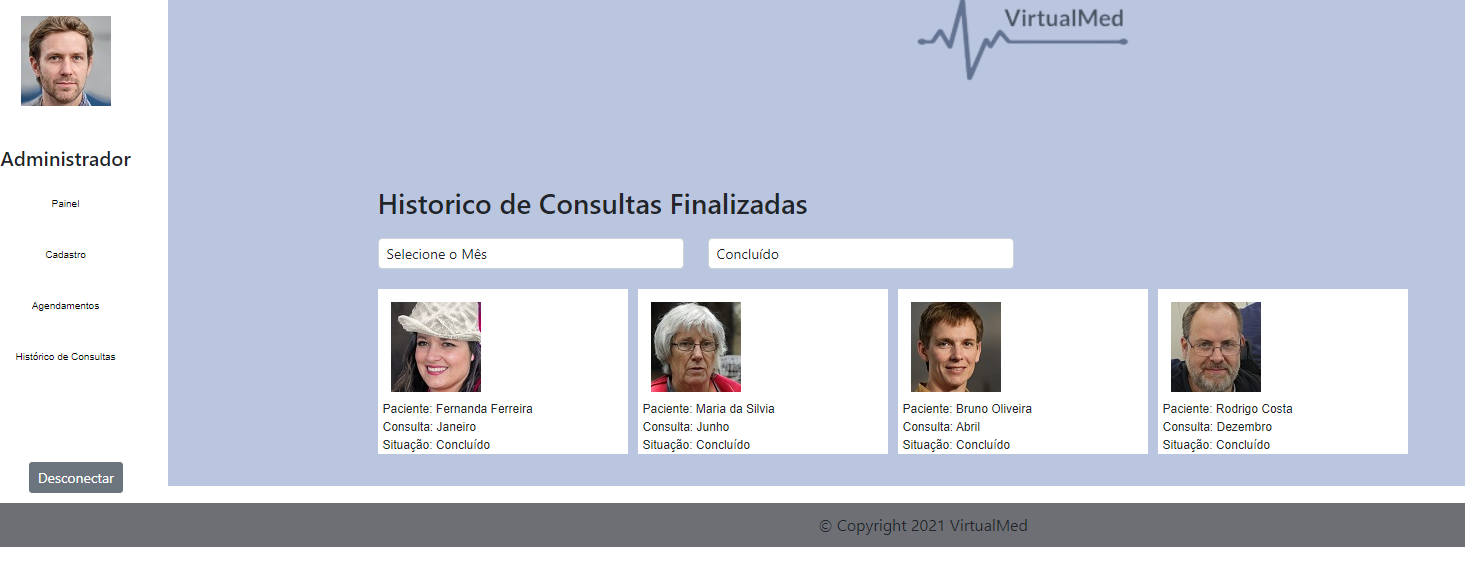 VirtualMed
Administrador
Painel
Cadastro
Agendamentos
Histórico de Consultas
Desconectar
Historico de Consultas Finalizadas
Selecione o Mês
Concluído
Paciente: Fernanda Ferreira
Consulta: Janeiro
Situação: Concluído
Paciente: Maria da Silvia
Consulta: Junho
Situação: Concluído
Paciente: Bruno Oliveira
Consulta: Abril
Situação: Concluído
Paciente: Rodrigo Costa
Consulta: Dezembro
Situação: Concluído
© Copyright 2021 VirtualMed